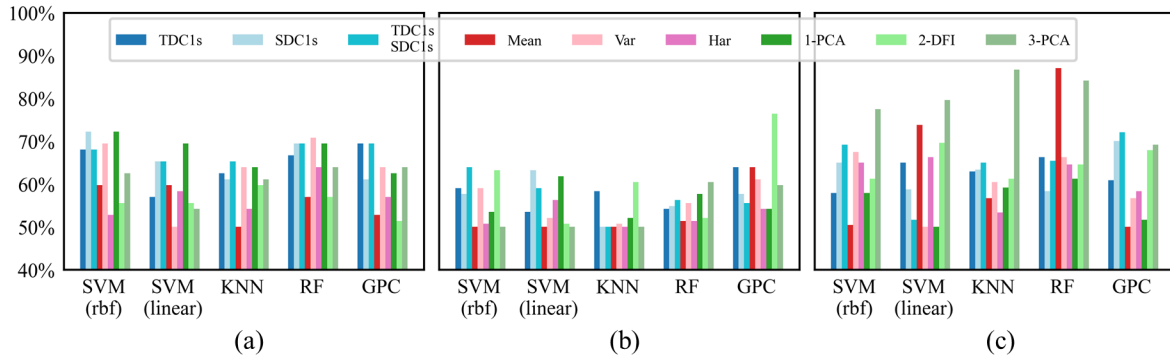 100%
90%
80%
70%
60%
50%
40%
TDC1s
SDC1s
TDC1s
SDC1s
Mean
Var
Har
1-PCA
2-DFI
3-PCA
SVM
(rbf)
SVM
(linear)
KNN
RF
GPC
SVM
(rbf)
SVM
(linear)
KNN
RF
GPC
SVM
(rbf)
SVM
(linear)
KNN
RF
GPC
(a)
(b)
(c)